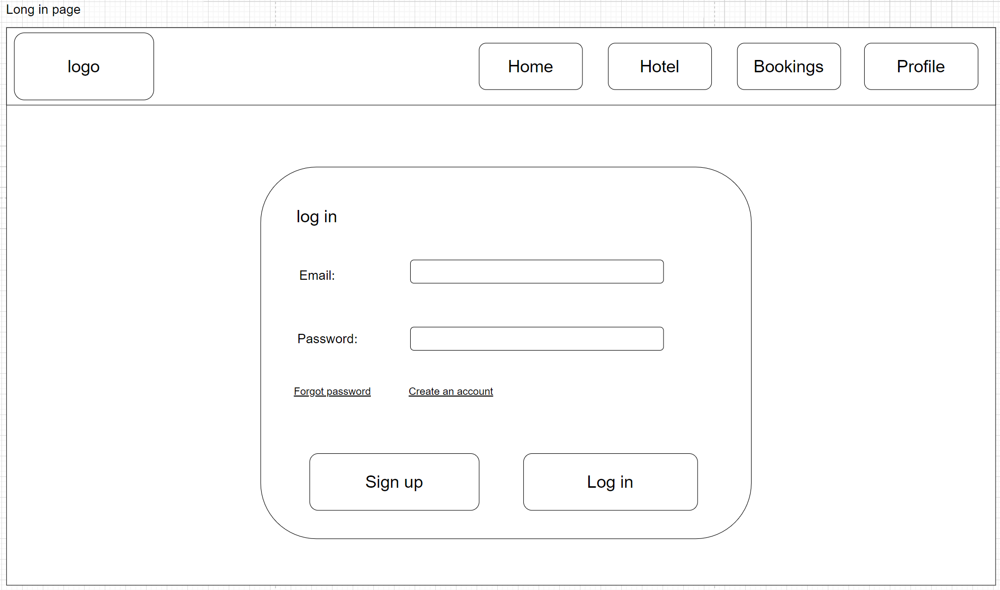 Long in page
logo
Home
Hotel
Bookings
Profile
log in
Email:
Password:
Forgot password
Create an account
Sign up
Log in